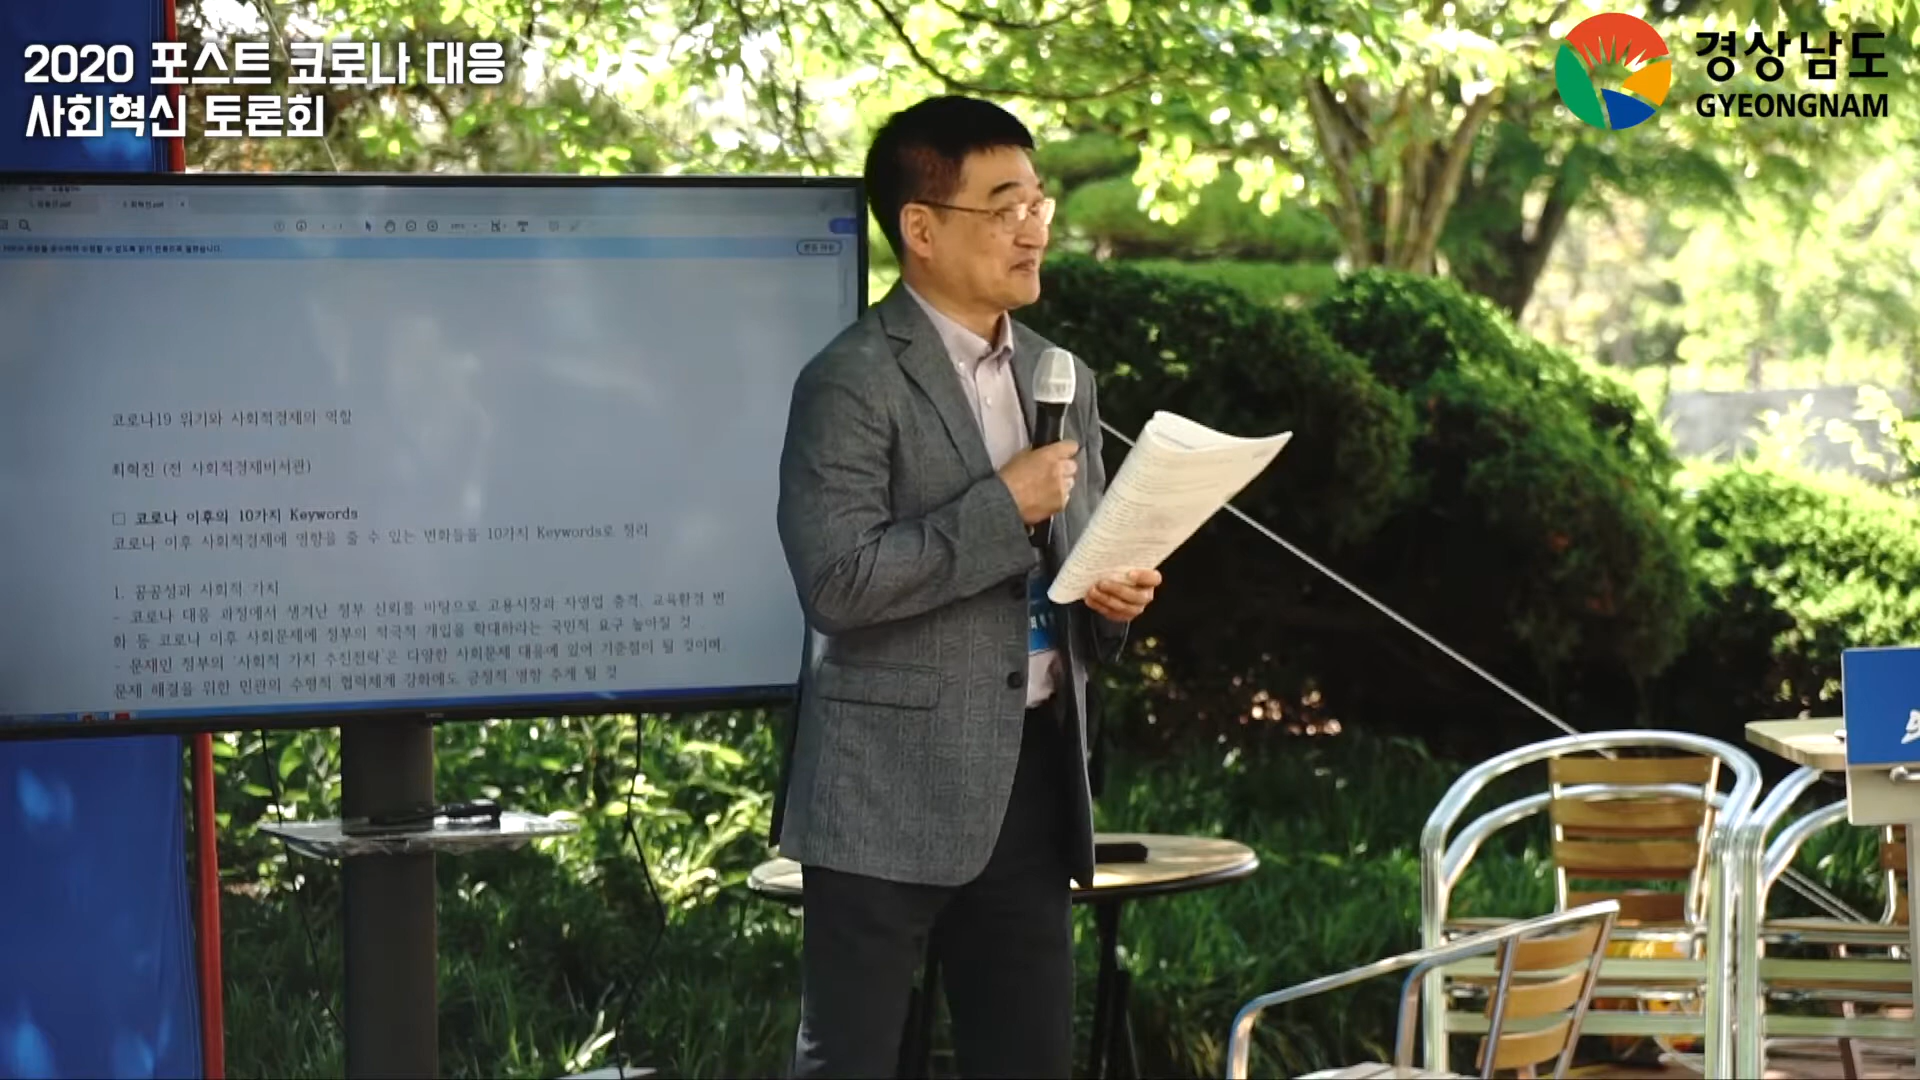 2020 포스트 코로나 대응
사회혁신 토론회
경상남도
GYEONGNAM
코로나19 위기와 사회적경제의 역할
최혁진 (전 사회적경제비서관)
□ 코로나 이후의 10가지 Keywords
코로나 이후 사회적경제에 영향을 줄 수 있는 변화들을 10가지 Keywords로 정리
1. 공공성과 사회적 가치
- 코로나 대응 과정에서 생겨난 정부 신뢰를 바탕으로 고용시장과 자영업 충격, 교육환경 변
화 등 코로나 이후 사회문제에 정부의 적극적 개입을 확대하라는 국민적 요구 높아질 것
- 문재인 정부의 '사회적 가치 추진전략'은 다양한 사회문제 대응에 있어 기준점이 될 것이며,
문제 해결을 위한 민관의 수평적 협력체계 강화에도 긍정적 영향 주게 될 것